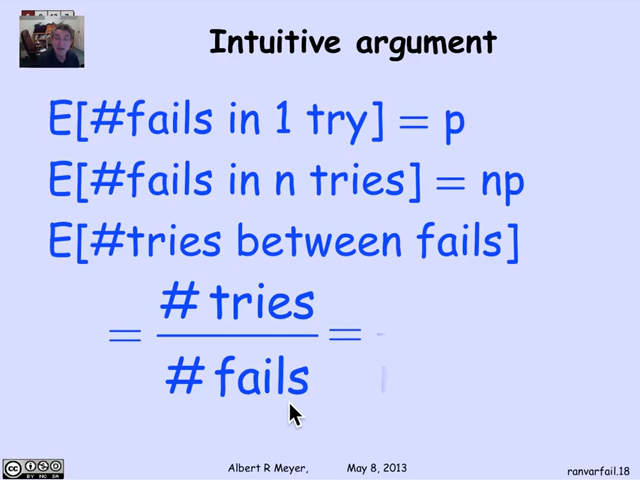 Intuitive argument
E[#fails in 1 try] = p
E[#fails in n tries] = np
E[#tries between fails]
= # tries / # fails =
Albert R Meyer, May 8, 2013
ranvarfail.18